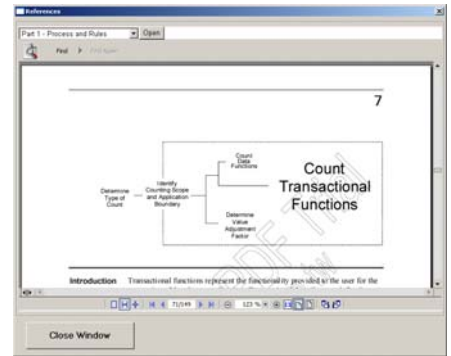 References
Part 1 - Process and Rules
Open
Find
7
Determine
Type of
Count
Identify
Counting Scope
and Application
Boundary
Count
Data
Functions
Count
Transactional
Functions
Determine
Value
Adjustment
Factor
Introduction Transactional functions represent the functionality provided to the user for the
71/149
123 %
Close Window